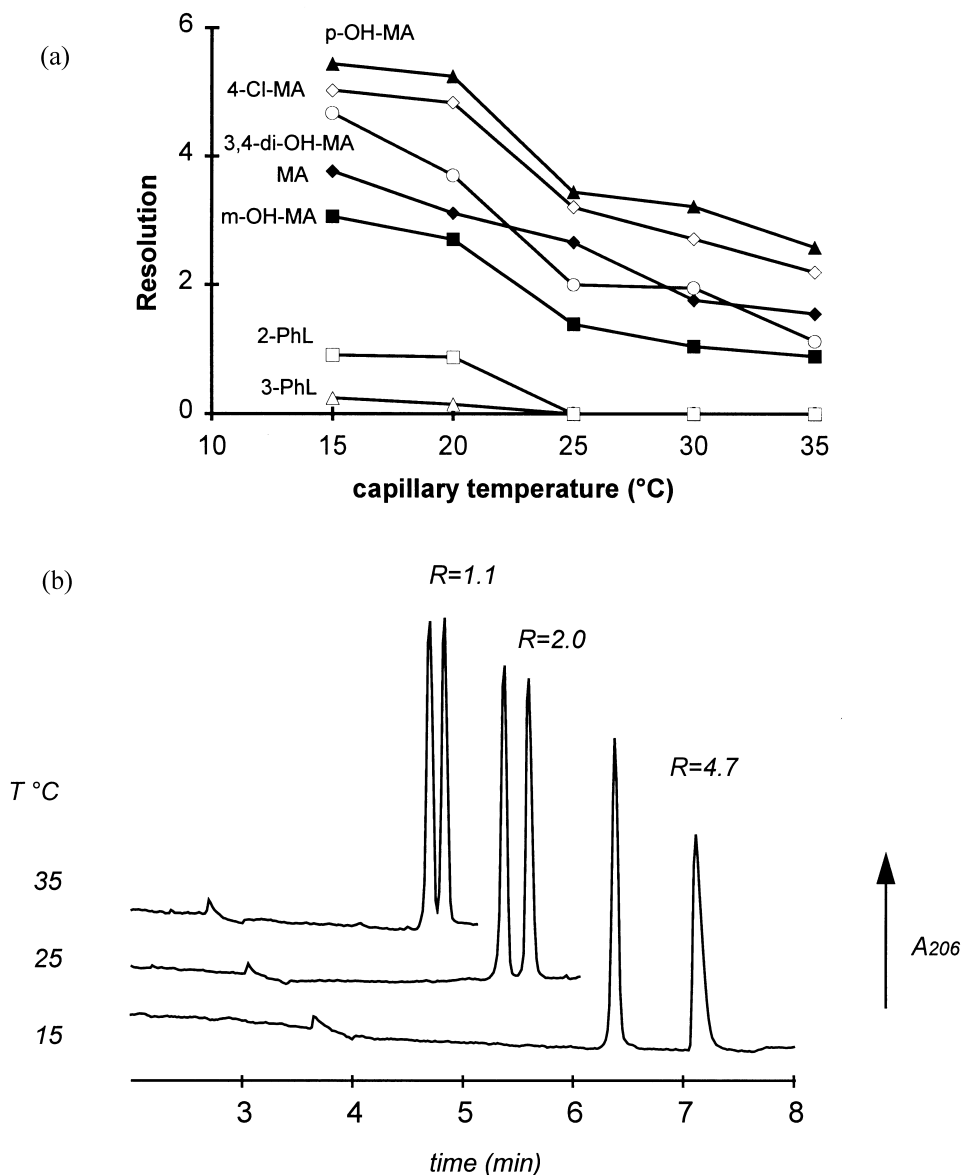 (a)
p-OH-MA
4-Cl-MA
3,4-di-OH-MA
MA
m-OH-MA
2-PhL
3-PhL
Resolution
6
4
2
0
10 15 20 25 30 35
capillary temperature (°C)
(b)
R=1.1
R=2.0
R=4.7
T °C
35
25
15
A206
3 4 5 6 7 8
time (min)